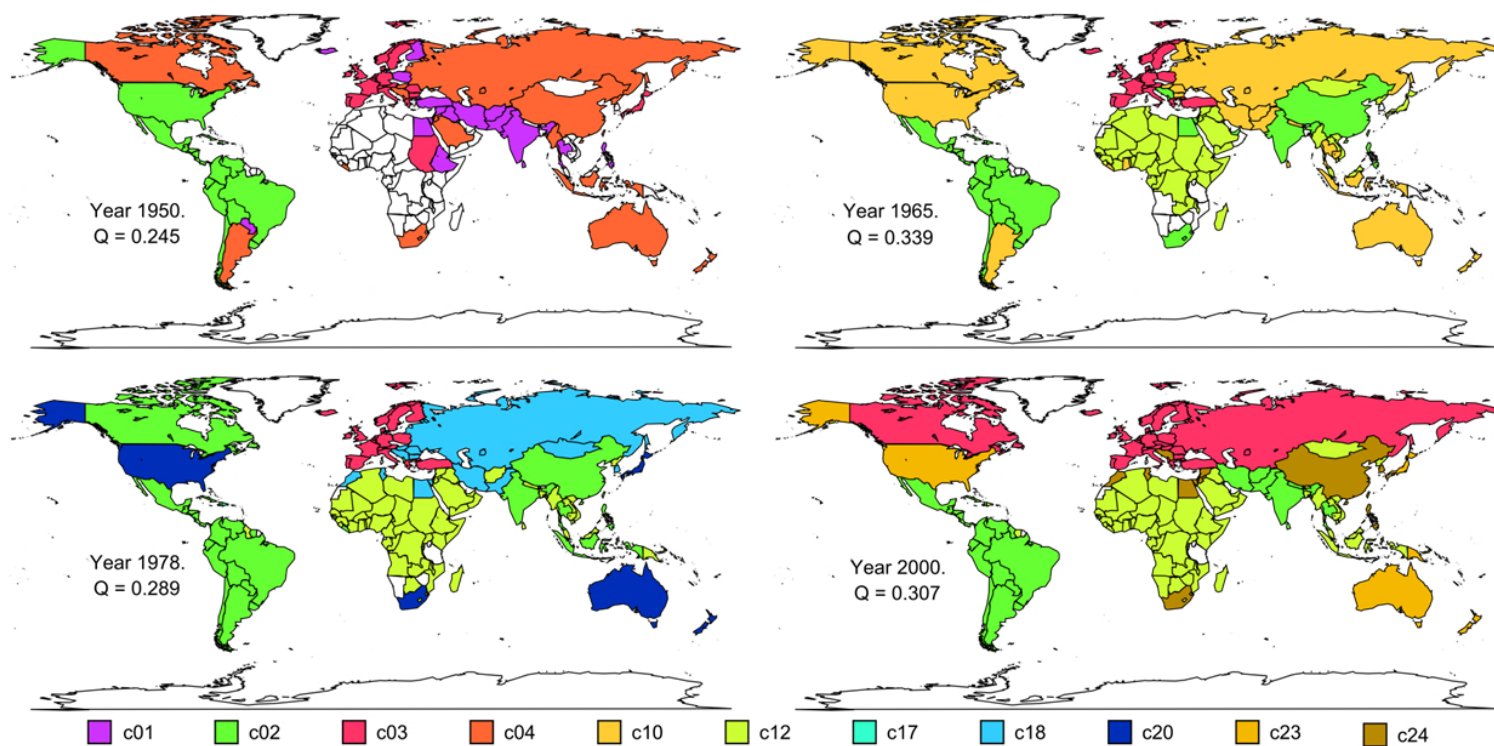 Year 1950.
Q = 0.245
Year 1965.
Q = 0.339
Year 1978.
Q = 0.289
Year 2000.
Q = 0.307
c01 c02 c03 c04 c10 c12 c17 c18 c20 c23 c24